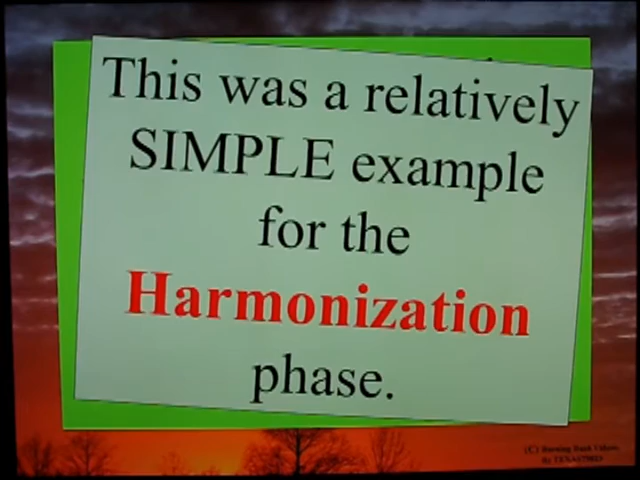 This was a relatively
SIMPLE example
for the
Harmonization
phase.